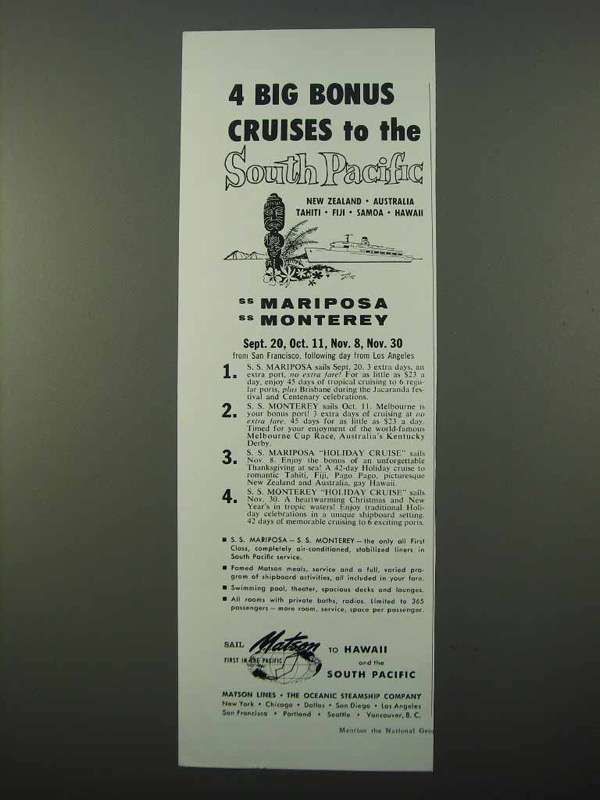 4 BIG BONUS
CRUISES to the
South Pacific
NEW ZEALAND • AUSTRALIA
TAHITI • FIJI • SAMOA • HAWAII
SS MARIPOSA
SS MONTEREY
Sept. 20, Oct. 11, Nov. 8, Nov. 30
from San Francisco, following day from Los Angeles
1. S. S. MARIPOSA sails Sept. 20. 3 extra days, an
extra port, no extra fare! For as little as $23 a
day, enjoy 45 days of tropical cruising to 6 regu-
lar ports, plus Brisbane during the Jacaranda fes-
tival and Centenary celebrations.
2. S. S. MONTEREY sails Oct. 11. Melbourne is
your bonus port! 3 extra days of cruising at no
extra fare. 45 days for as little as $23 a day.
Timed for your enjoyment of the world-famous
Melbourne Cup Race, Australia's Kentucky
Derby.
3. S. S. MARIPOSA "HOLIDAY CRUISE" sails
Nov. 8. Enjoy the bonus of an unforgettable
Thanksgiving at sea! A 42-day Holiday cruise to
romantic Tahiti, Fiji, Pago Pago, picturesque
New Zealand and Australia, gay Hawaii.
4. S. S. MONTEREY "HOLIDAY CRUISE" sails
Nov. 30. A heartwarming Christmas and New
Year's in tropic waters! Enjoy traditional Holi-
day celebrations in a unique shipboard setting.
42 days of memorable cruising to 6 exciting ports.
■ S. S. MARIPOSA — S. S. MONTEREY — the only all First
Class, completely air-conditioned, stabilized liners in
South Pacific service.
■ Famed Matson meals, service and a full, varied pro-
gram of shipboard activities, all included in your fare.
■ Swimming pool, theater, spacious decks and lounges.
■ All rooms with private baths, radios. Limited to 365
passengers — more room, service, space per passenger.
SAIL Matson TO HAWAII
FIRST IN THE PACIFIC and the
SOUTH PACIFIC
MATSON LINES • THE OCEANIC STEAMSHIP COMPANY
New York • Chicago • Dallas • San Diego • Los Angeles
San Francisco • Portland • Seattle • Vancouver, B. C.
Mention the National Geo